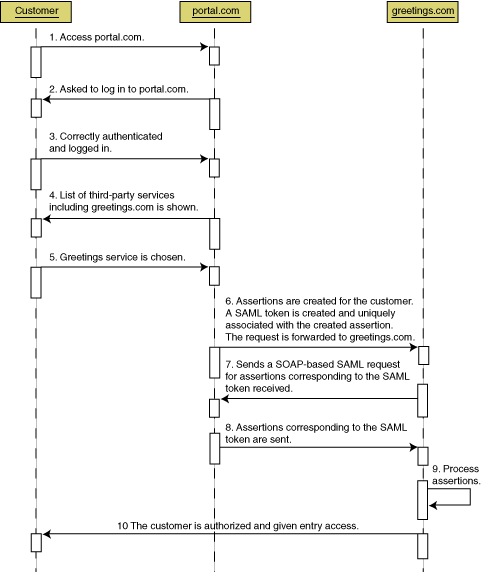 Customer
portal.com
greetings.com
1. Access portal.com.
2. Asked to log in to portal.com.
3. Correctly authenticated
and logged in.
4. List of third-party services
including greetings.com is shown.
5. Greetings service is chosen.
6. Assertions are created for the customer.
A SAML token is created and uniquely
associated with the created assertion.
The request is forwarded to greetings.com.
7. Sends a SOAP-based SAML request
for assertions corresponding to the SAML
token received.
8. Assertions corresponding to the SAML
token are sent.
9. Process
assertions.
10 The customer is authorized and given entry access.